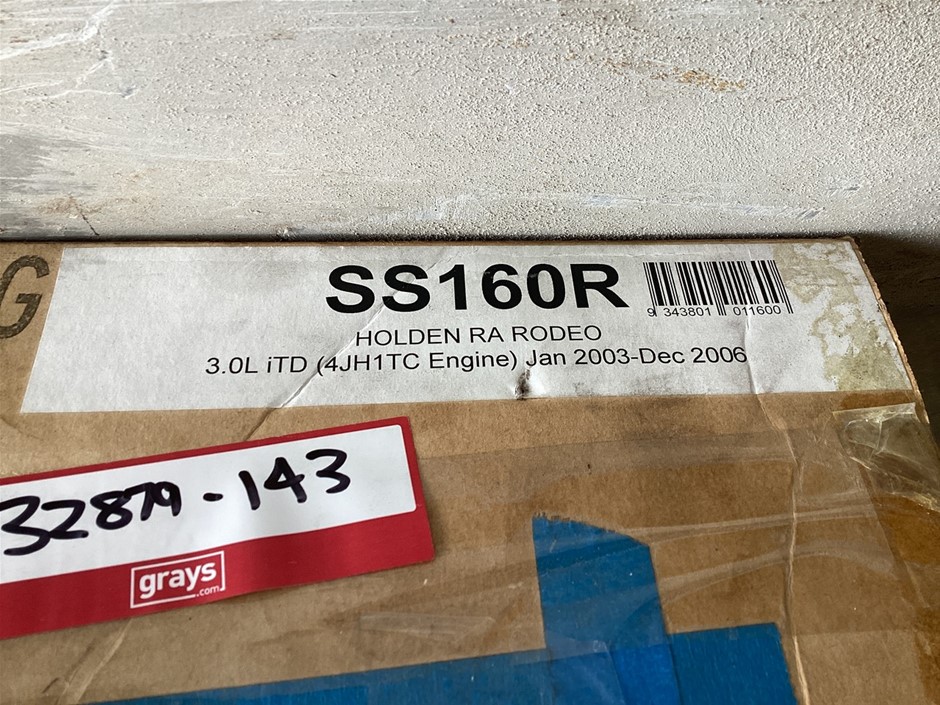 G
SS160R
9 343801 011600
HOLDEN RA RODEO
3.0L iTD (4JH1TC Engine) Jan 2003-Dec 2006
32879-143
grays
.com